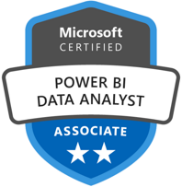 Microsoft
CERTIFIED
POWER BI
DATA ANALYST
ASSOCIATE